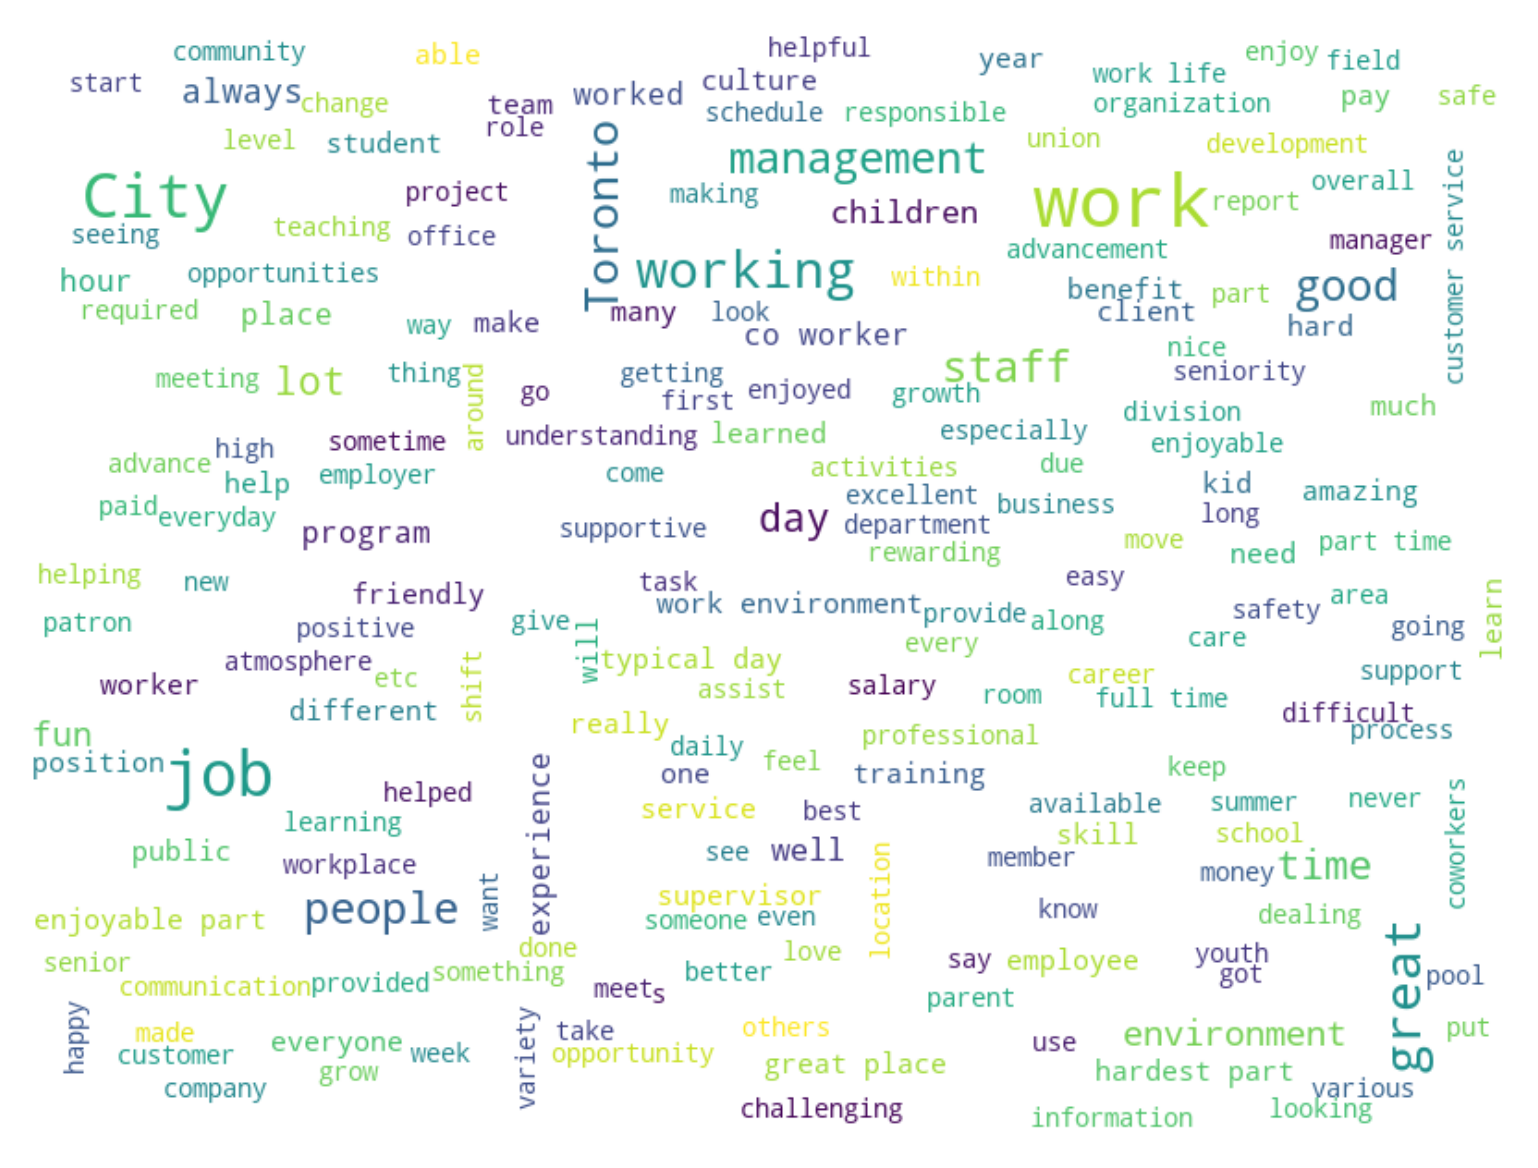 community
able
helpful
year
enjoy
field
start
always
change
team
worked
culture
work life
organization
pay
safe
role
schedule
responsible
level
student
Toronto
management
union
development
customer service
City
project
making
children
work
report
overall
seeing
teaching
office
advancement
manager
hour
opportunities
working
within
benefit
part
good
required
place
way
make
many
look
client
hard
co worker
nice
meeting
lot
thing
around
go
getting
first
enjoyed
staff
growth
seniority
much
high
sometime
understanding
learned
especially
division
enjoyable
advance
help
employer
come
activities
due
kid
amazing
paid
everyday
program
supportive
day
excellent
department
business
long
rewarding
move
need
part time
helping
new
friendly
task
work environment
provide
along
easy
safety
area
learn
patron
positive
give
will
every
care
going
atmosphere
etc
shift
typical day
worker
different
assist
salary
room
career
full time
support
fun
position
job
really
daily
professional
difficult
process
helped
experience
one
feel
training
keep
learning
service
best
available
summer
never
coworkers
public
workplace
see
well
location
skill
school
member
money
time
enjoyable part
people
want
supervisor
someone
even
know
dealing
great
senior
done
love
say
employee
youth
got
pool
communication
provided
something
better
meets
parent
happy
made
customer
everyone
week
variety
take
others
use
environment
put
company
grow
opportunity
great place
hardest part
various
challenging
information
looking